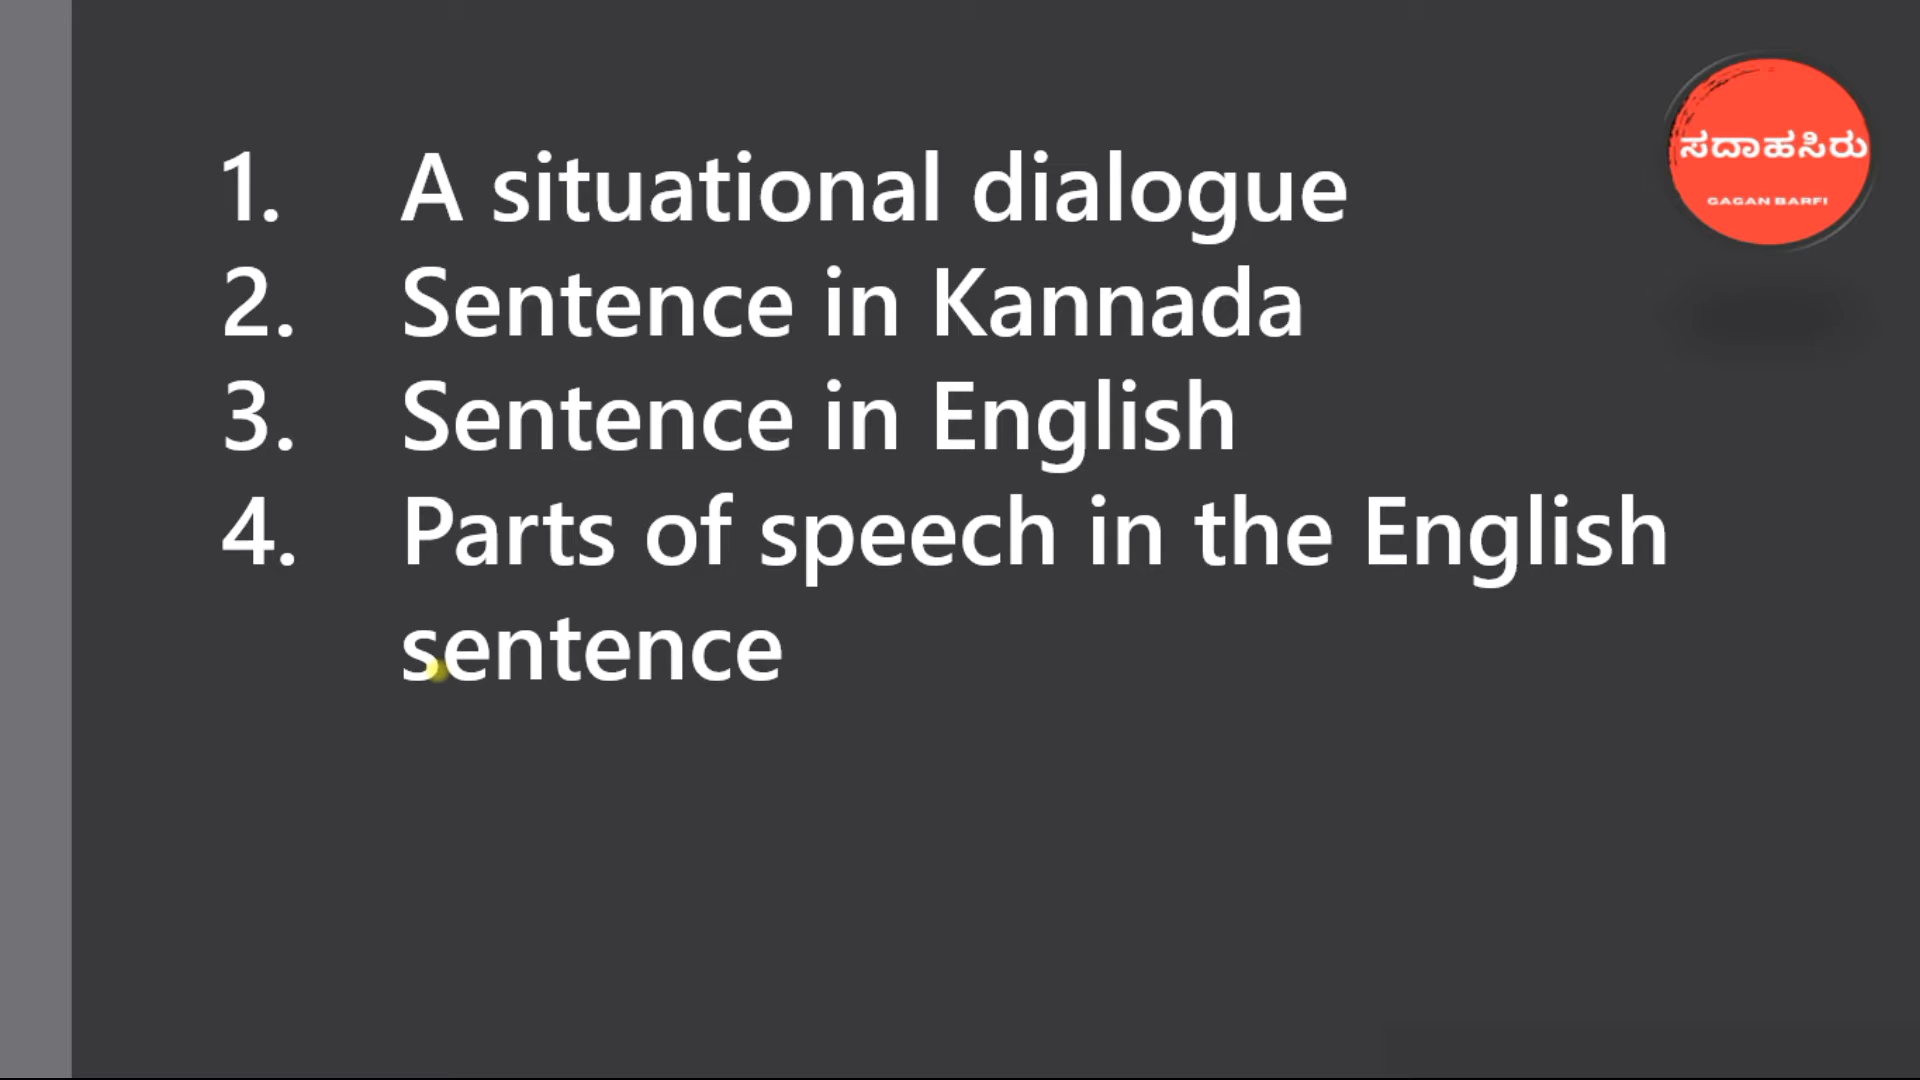 1. A situational dialogue
2. Sentence in Kannada
3. Sentence in English
4. Parts of speech in the English
sentence
ಸದಾಹಸಿರು
GAGAN BARFI